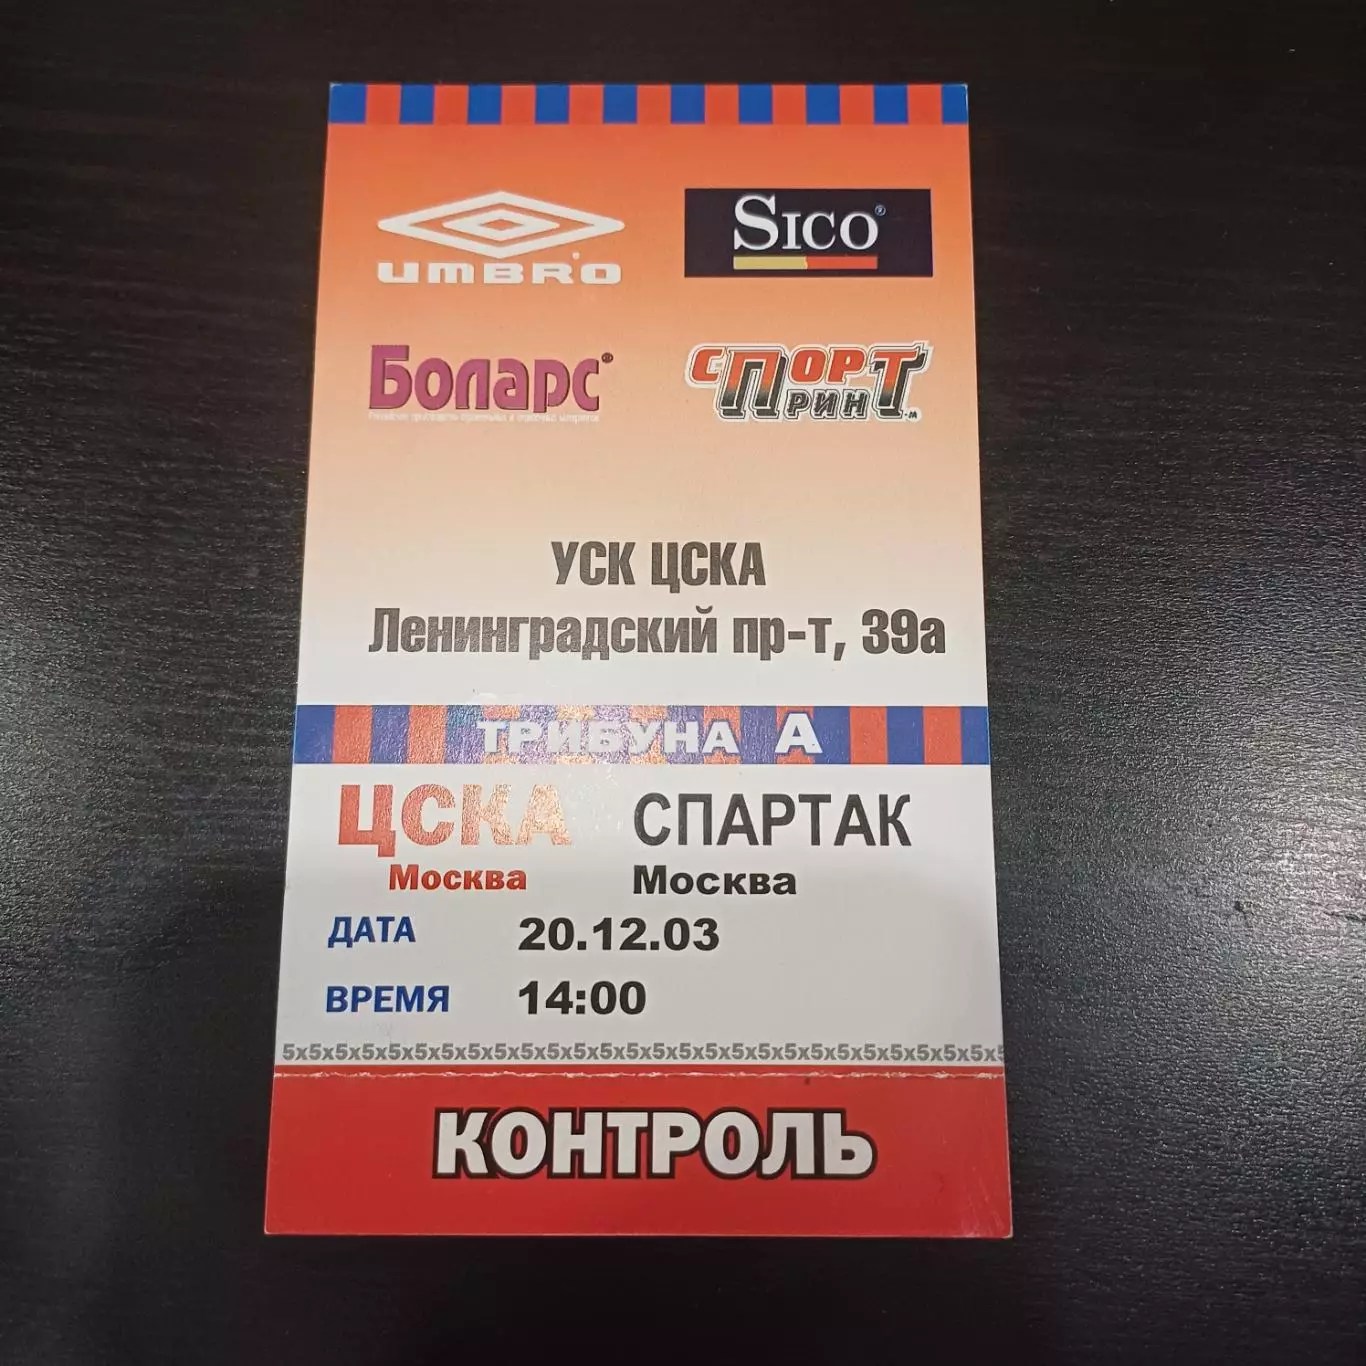 umBRO
SICO®
Боларс®
СПОРТ
ПРИНТ-М
УСК ЦСКА
Ленинградский пр-т, 39а
ТРИБУНА А
ЦСКА СПАРТАК
Москва Москва
ДАТА 20.12.03
ВРЕМЯ 14:00
5x5x5x5x5x5x5x5x5x5x5x5x5x5x5x5x5x5x5x5x5x5x5x5x5x5x5x5
КОНТРОЛЬ